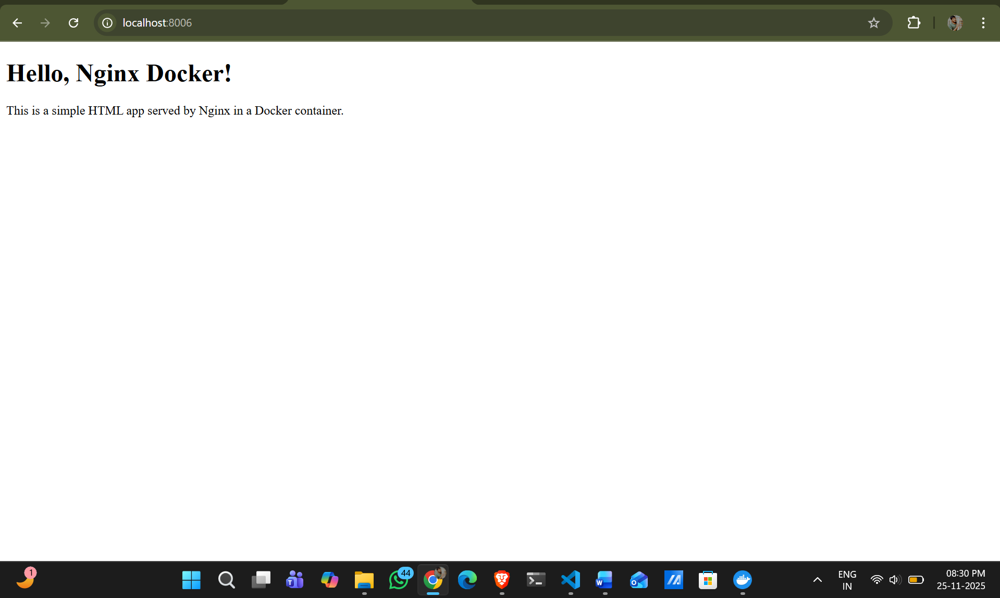 localhost:8006
Hello, Nginx Docker!
This is a simple HTML app served by Nginx in a Docker container.
1
44
ENG
IN
08:30 PM
25-11-2025